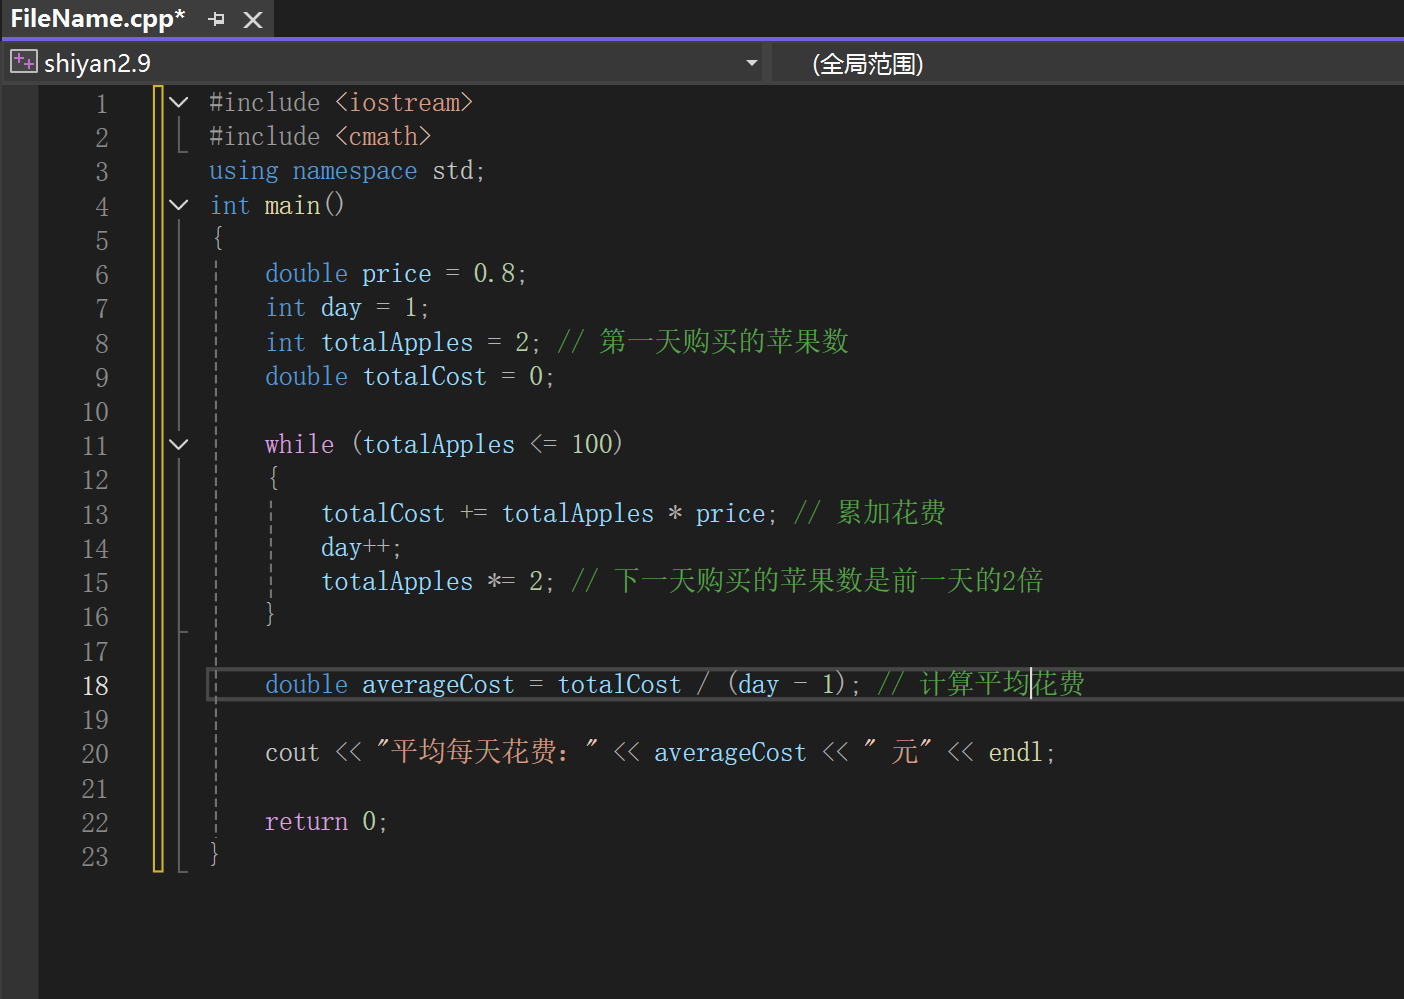 FileName.cpp*
shiyan2.9 (全局范围)
1 #include <iostream>
2 #include <cmath>
3 using namespace std;
4 int main()
5 {
6 double price = 0.8;
7 int day = 1;
8 int totalApples = 2; // 第一天购买的苹果数
9 double totalCost = 0;
10
11 while (totalApples <= 100)
12 {
13 totalCost += totalApples * price; // 累加花费
14 day++;
15 totalApples *= 2; // 下一天购买的苹果数是前一天的2倍
16 }
17
18 double averageCost = totalCost / (day - 1); // 计算平均花费
19
20 cout << "平均每天花费：" << averageCost << " 元" << endl;
21
22 return 0;
23 }